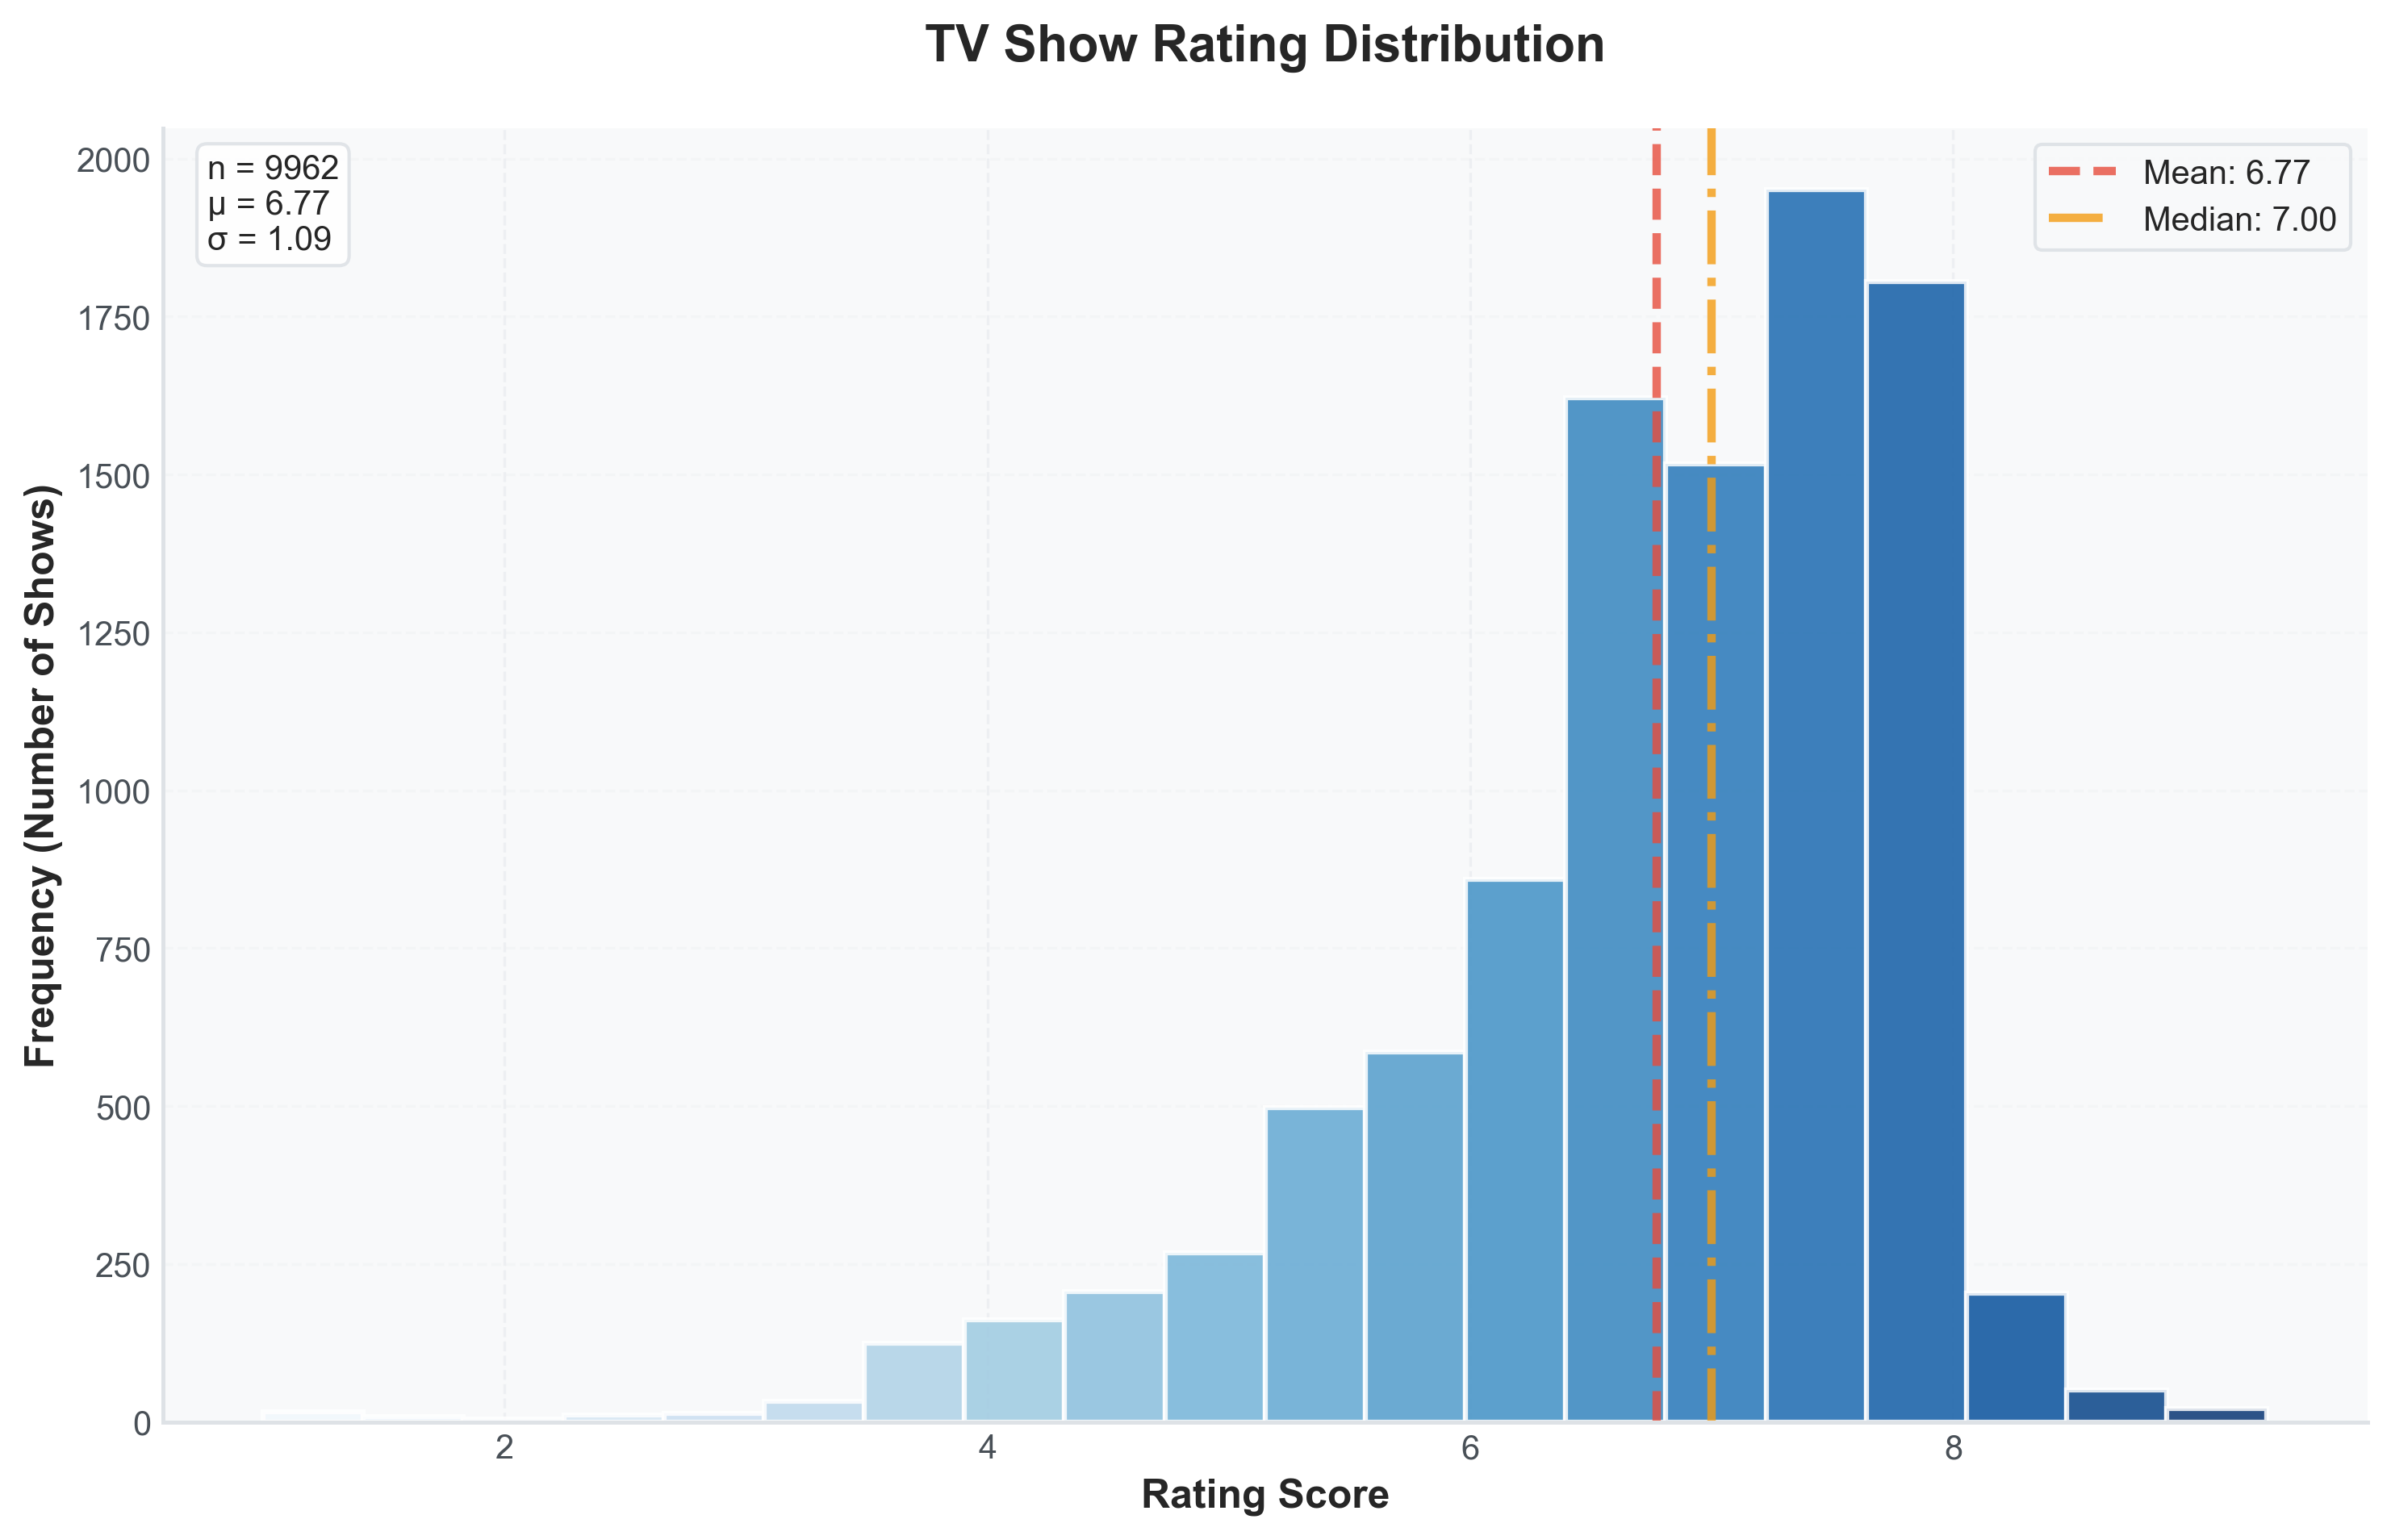 TV Show Rating Distribution
n = 9962
μ = 6.77
σ = 1.09
Mean: 6.77
Median: 7.00
Frequency (Number of Shows)
2000
1750
1500
1250
1000
750
500
250
0
2 4 6 8
Rating Score